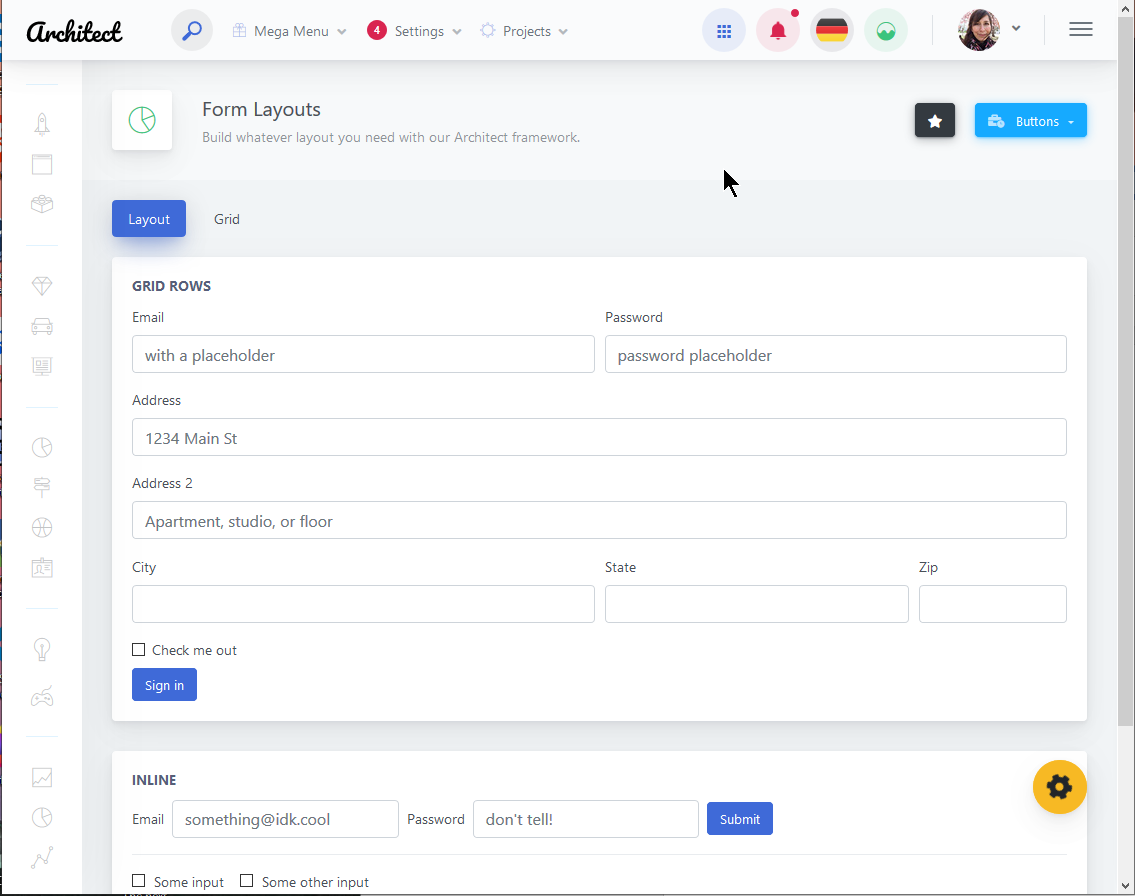 Architect
Mega Menu
4
Settings
Projects
Form Layouts
Build whatever layout you need with our Architect framework.
Buttons
Layout
Grid
GRID ROWS
Email
Password
with a placeholder
password placeholder
Address
1234 Main St
Address 2
Apartment, studio, or floor
City
State
Zip
Check me out
Sign in
INLINE
Email
something@idk.cool
Password
don't tell!
Submit
Some input
Some other input